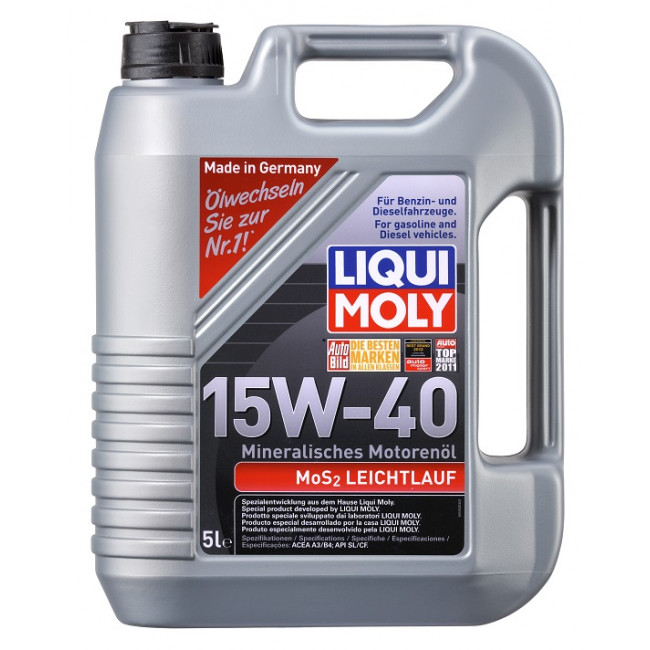 Made in Germany
Ölwechseln
Sie zur
Nr.1!
Für Benzin- und
Dieselfahrzeuge.
For gasoline and
Diesel vehicles.
LIQUI
MOLY
Auto
Bild
DIE BESTEN
MARKEN
IN ALLEN KLASSEN
BEST BRAND
auto
motor
Auto
TOP
MARKE
2011
15W-40
Mineralisches Motorenöl
MoS2 LEICHTLAUF
Spezialentwicklung aus dem Hause Liqui Moly.
Special product developed by LIQUI MOLY.
Prodotto speciale sviluppato dai laboratori LIQUI MOLY.
Producto especial desarrollado por la casa LIQUI MOLY.
Produto especialmente desenvolvido pela LIQUI MOLY.
Spezifikationen / Specifications / Specifiche / Especificaciones /
Especificações: ACEA A3/B4; API SL/CF.
5L℮